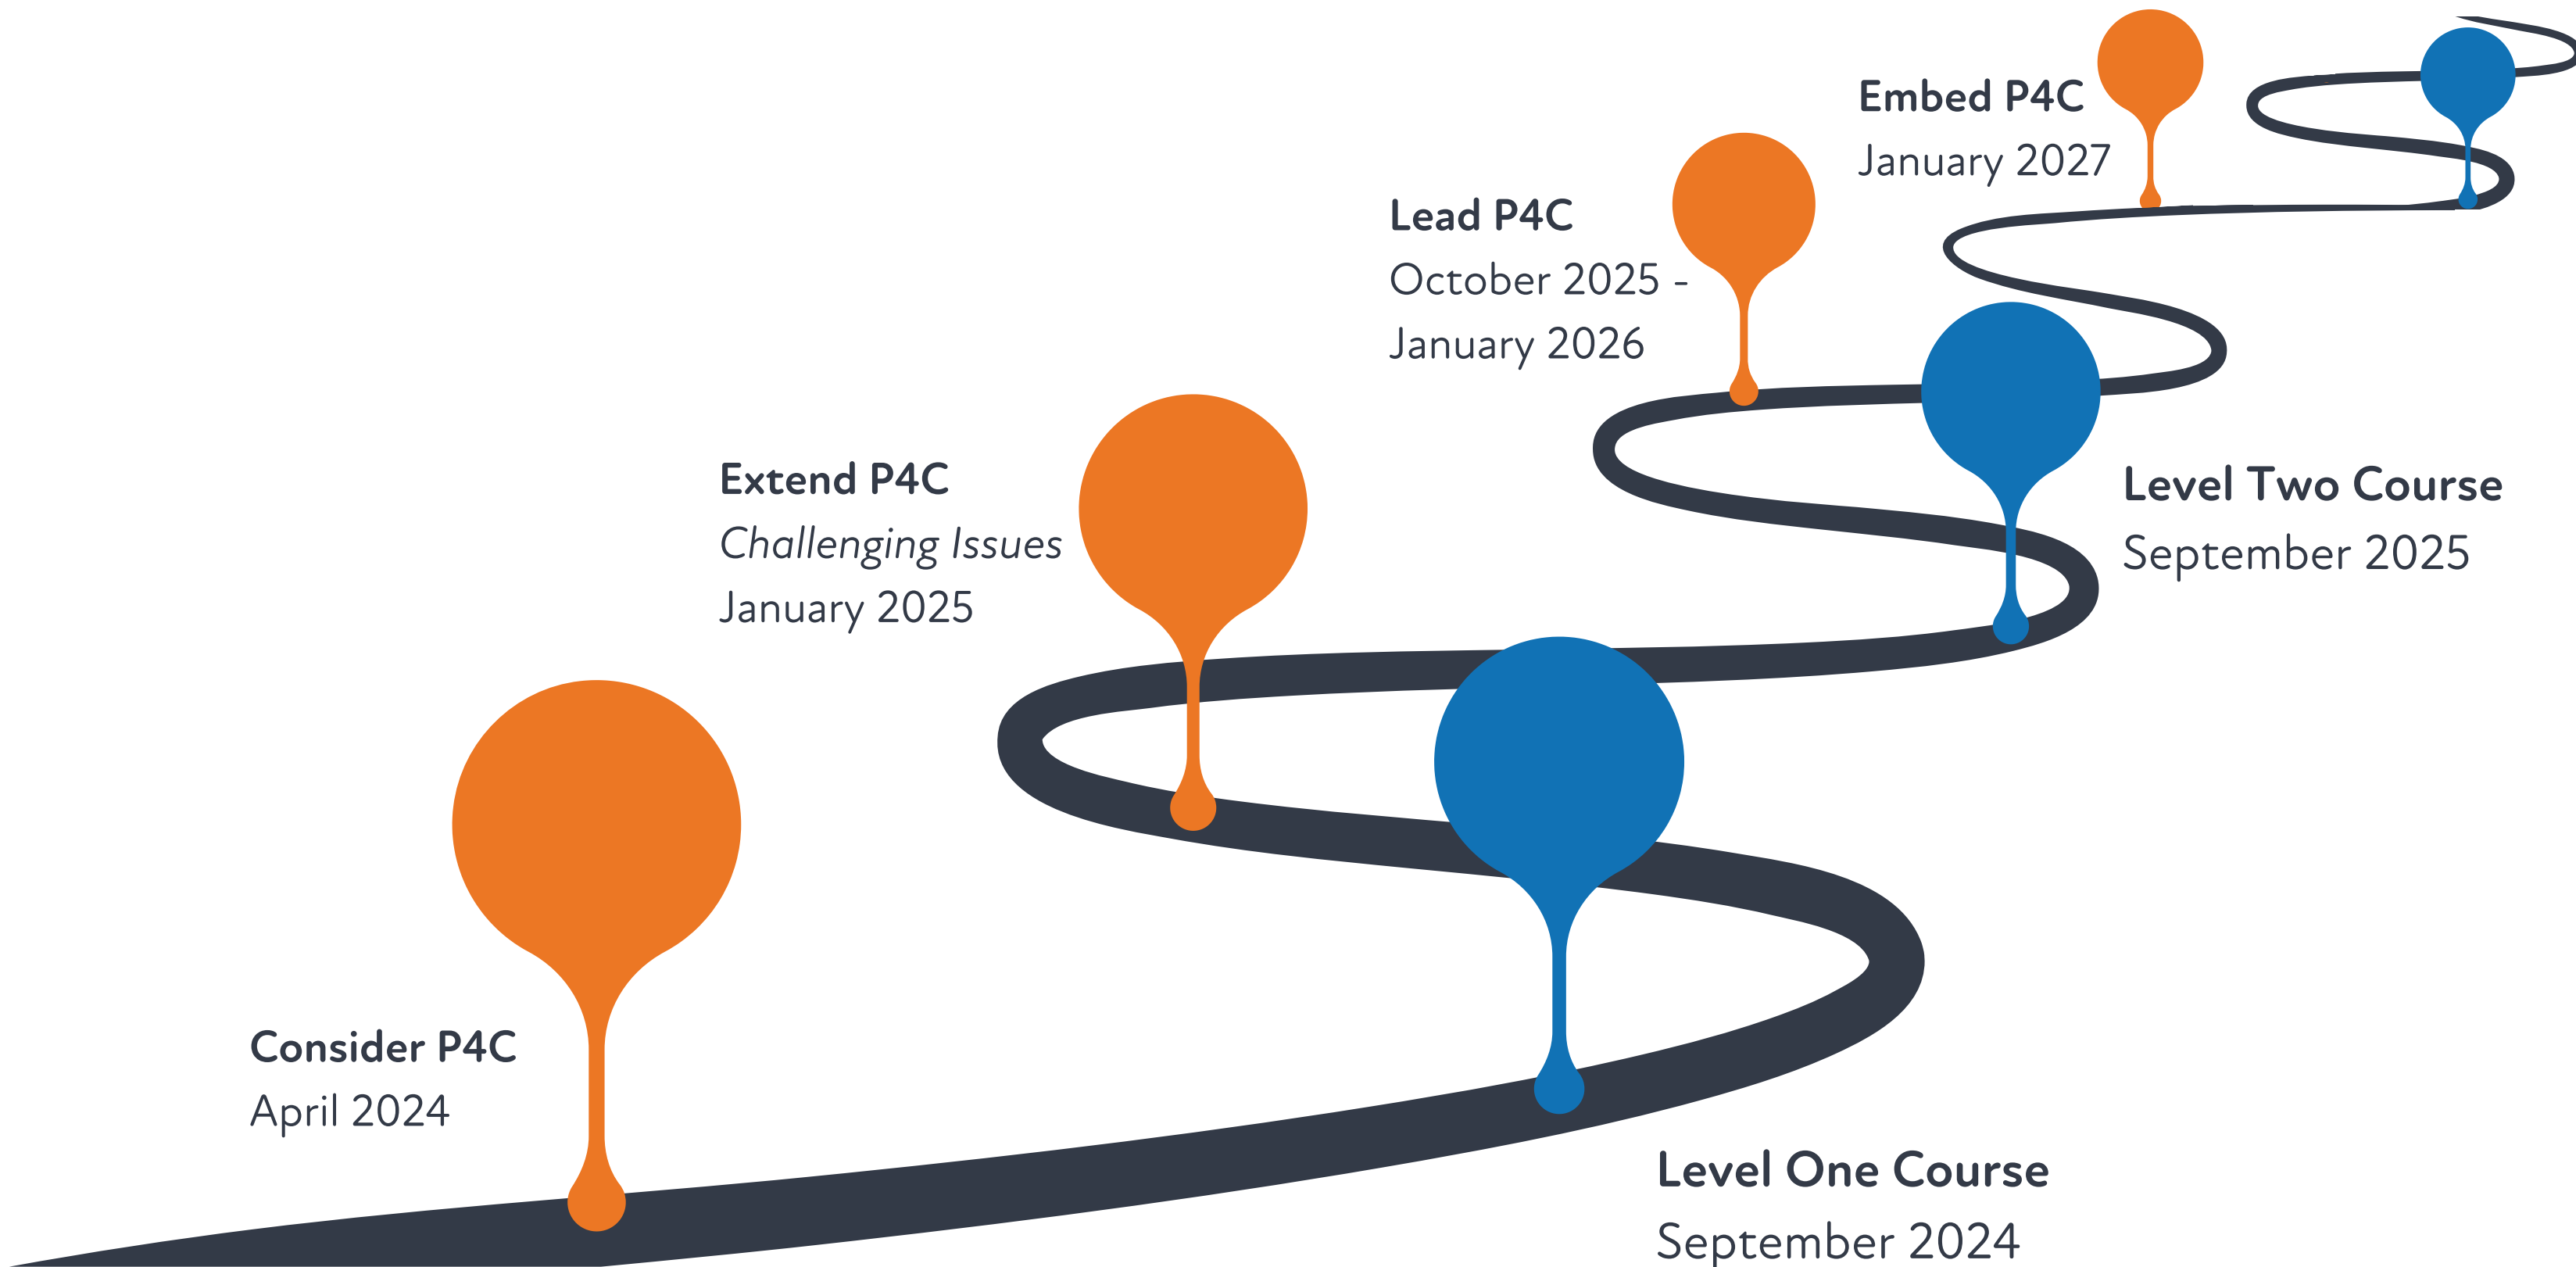 Embed P4C
January 2027
Lead P4C
October 2025 -
January 2026
Extend P4C
Challenging Issues
January 2025
Level Two Course
September 2025
Consider P4C
April 2024
Level One Course
September 2024